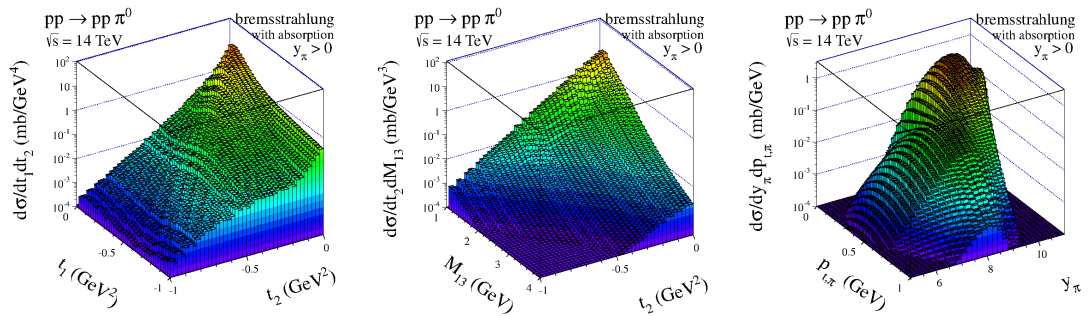 pp → pp π⁰
√s = 14 TeV
bremsstrahlung
with absorption
y_π > 0
dσ/dt₁dt₂ (mb/GeV⁴)
10²
10
1
10⁻¹
10⁻²
10⁻³
10⁻⁴
0
-0.5
-1
t₁ (GeV²)
-1
-0.5
0
t₂ (GeV²)
pp → pp π⁰
√s = 14 TeV
bremsstrahlung
with absorption
y_π > 0
dσ/dt₂dM₁₃ (mb/GeV³)
10²
10
1
10⁻¹
10⁻²
10⁻³
10⁻⁴
1
2
3
4
M₁₃ (GeV)
-1
-0.5
0
t₂ (GeV²)
pp → pp π⁰
√s = 14 TeV
bremsstrahlung
with absorption
y_π > 0
dσ/dy_πdp_{t,π} (mb/GeV)
1
10⁻¹
10⁻²
10⁻³
10⁻⁴
0
0.5
1
p_{t,π} (GeV)
6
8
10
y_π